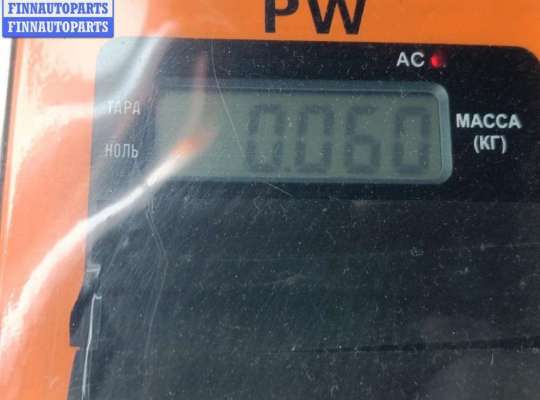 FINNAUTOPARTS
FINNAUTOPARTS
PW
AC
ТАРА
0.060
МАССА
НОЛЬ
(КГ)